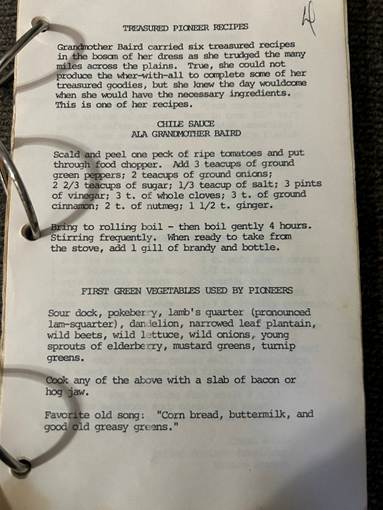 4
TREASURED PIONEER RECIPES
Grandmother Baird carried six treasured recipes
in the bosom of her dress as she trudged the many
miles across the plains. True, she could not
produce the wher-with-all to complete some of her
treasured goodies, but she knew the day wouldcome
when she would have the necessary ingredients.
This is one of her recipes.
CHILE SAUCE
ALA GRANDMOTHER BAIRD
Scald and peel one peck of ripe tomatoes and put
through food chopper. Add 3 teacups of ground
green peppers; 2 teacups of ground onions;
2 2/3 teacups of sugar; 1/3 teacup of salt; 3 pints
of vinegar; 3 t. of whole cloves; 3 t. of ground
cinnamon; 2 t. of nutmeg; 1 1/2 t. ginger.
Bring to rolling boil - then boil gently 4 hours.
Stirring frequently. When ready to take from
the stove, add 1 gill of brandy and bottle.
FIRST GREEN VEGETABLES USED BY PIONEERS
Sour dock, pokeberry, lamb's quarter (pronounced
lam-squarter), dandelion, narrowed leaf plantain,
wild beets, wild lettuce, wild onions, young
sprouts of elderberry, mustard greens, turnip
greens.
Cook any of the above with a slab of bacon or
hog jaw.
Favorite old song: "Corn bread, buttermilk, and
good old greasy greens."